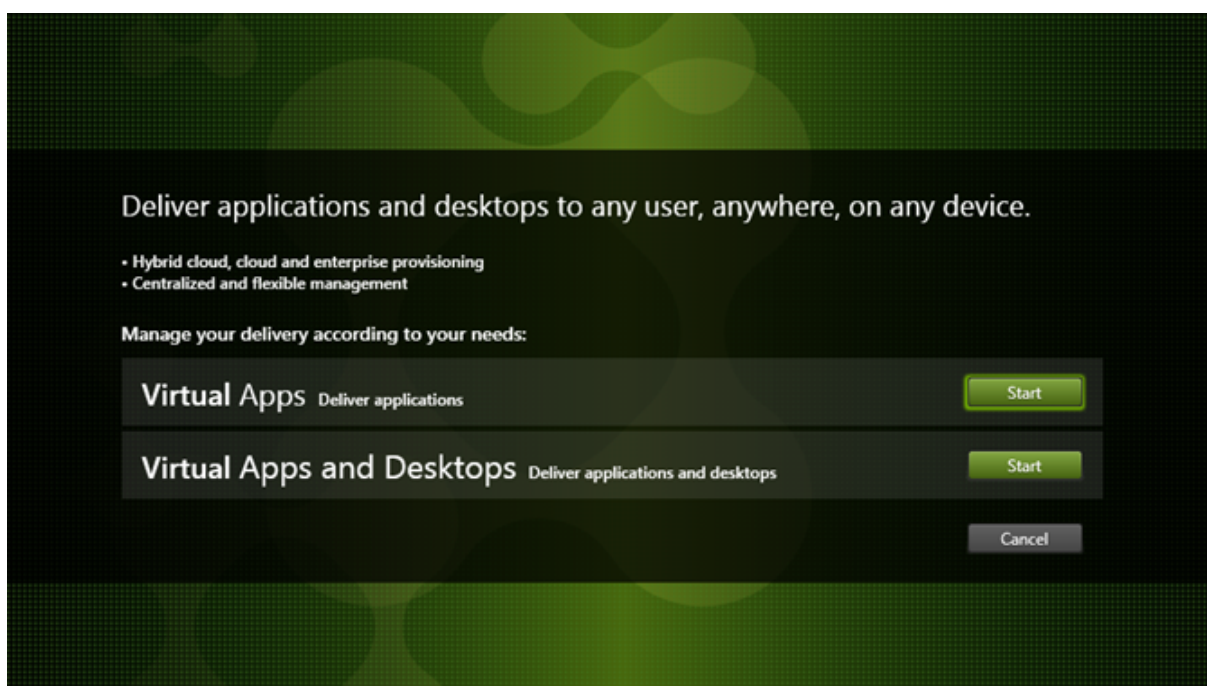 Deliver applications and desktops to any user, anywhere, on any device.
• Hybrid cloud, cloud and enterprise provisioning
• Centralized and flexible management
Manage your delivery according to your needs:
Virtual Apps Deliver applications Start
Virtual Apps and Desktops Deliver applications and desktops Start
Cancel